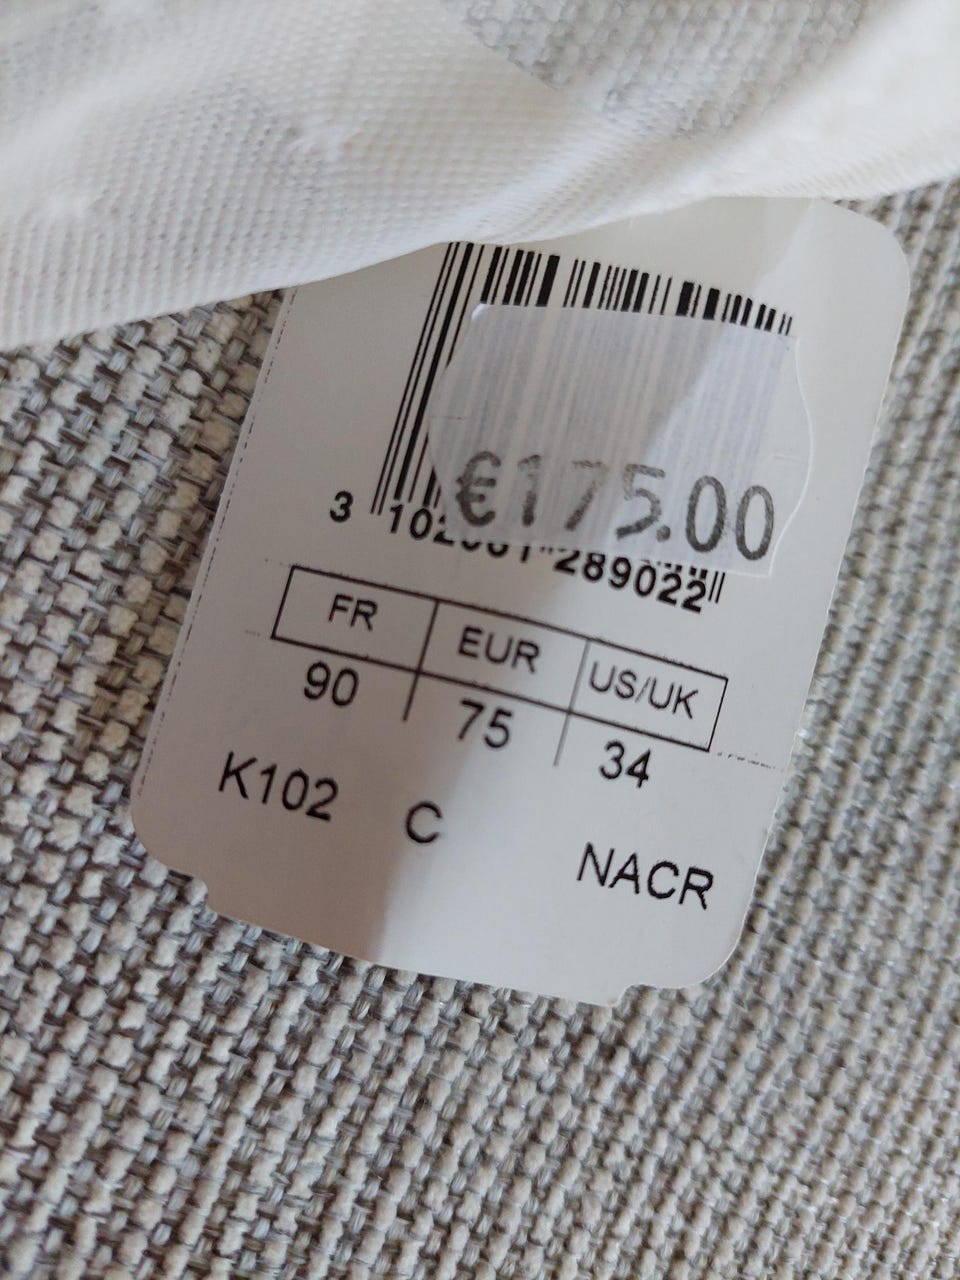 €175.00
3 289022
FR EUR US/UK
90 75 34
K102 C NACR